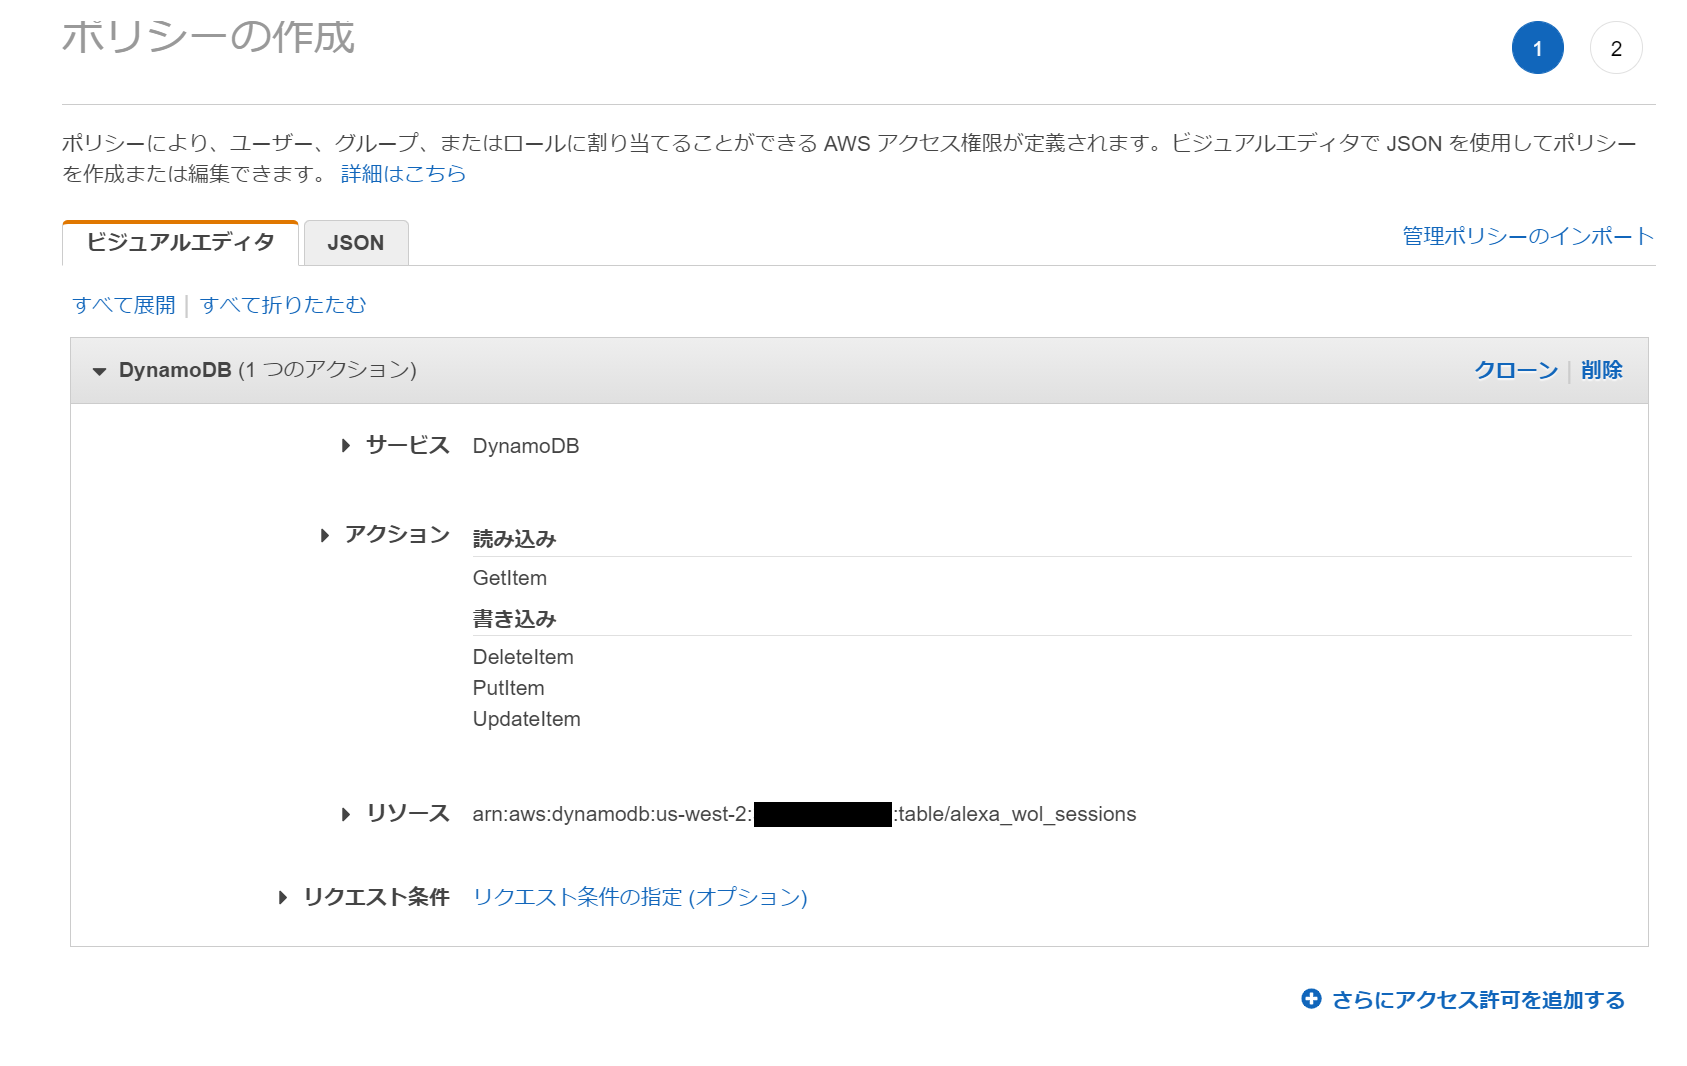 ポリシーの作成
1
2
ポリシーにより、ユーザー、グループ、またはロールに割り当てることができる AWS アクセス権限が定義されます。ビジュアルエディタで JSON を使用してポリシー
を作成または編集できます。 詳細はこちら
ビジュアルエディタ
JSON
管理ポリシーのインポート
すべて展開 | すべて折りたたむ
DynamoDB (1 つのアクション)
クローン | 削除
サービス DynamoDB
アクション 読み込み
GetItem
書き込み
DeleteItem
PutItem
UpdateItem
リソース arn:aws:dynamodb:us-west-2: :table/alexa_wol_sessions
リクエスト条件 リクエスト条件の指定 (オプション)
さらにアクセス許可を追加する